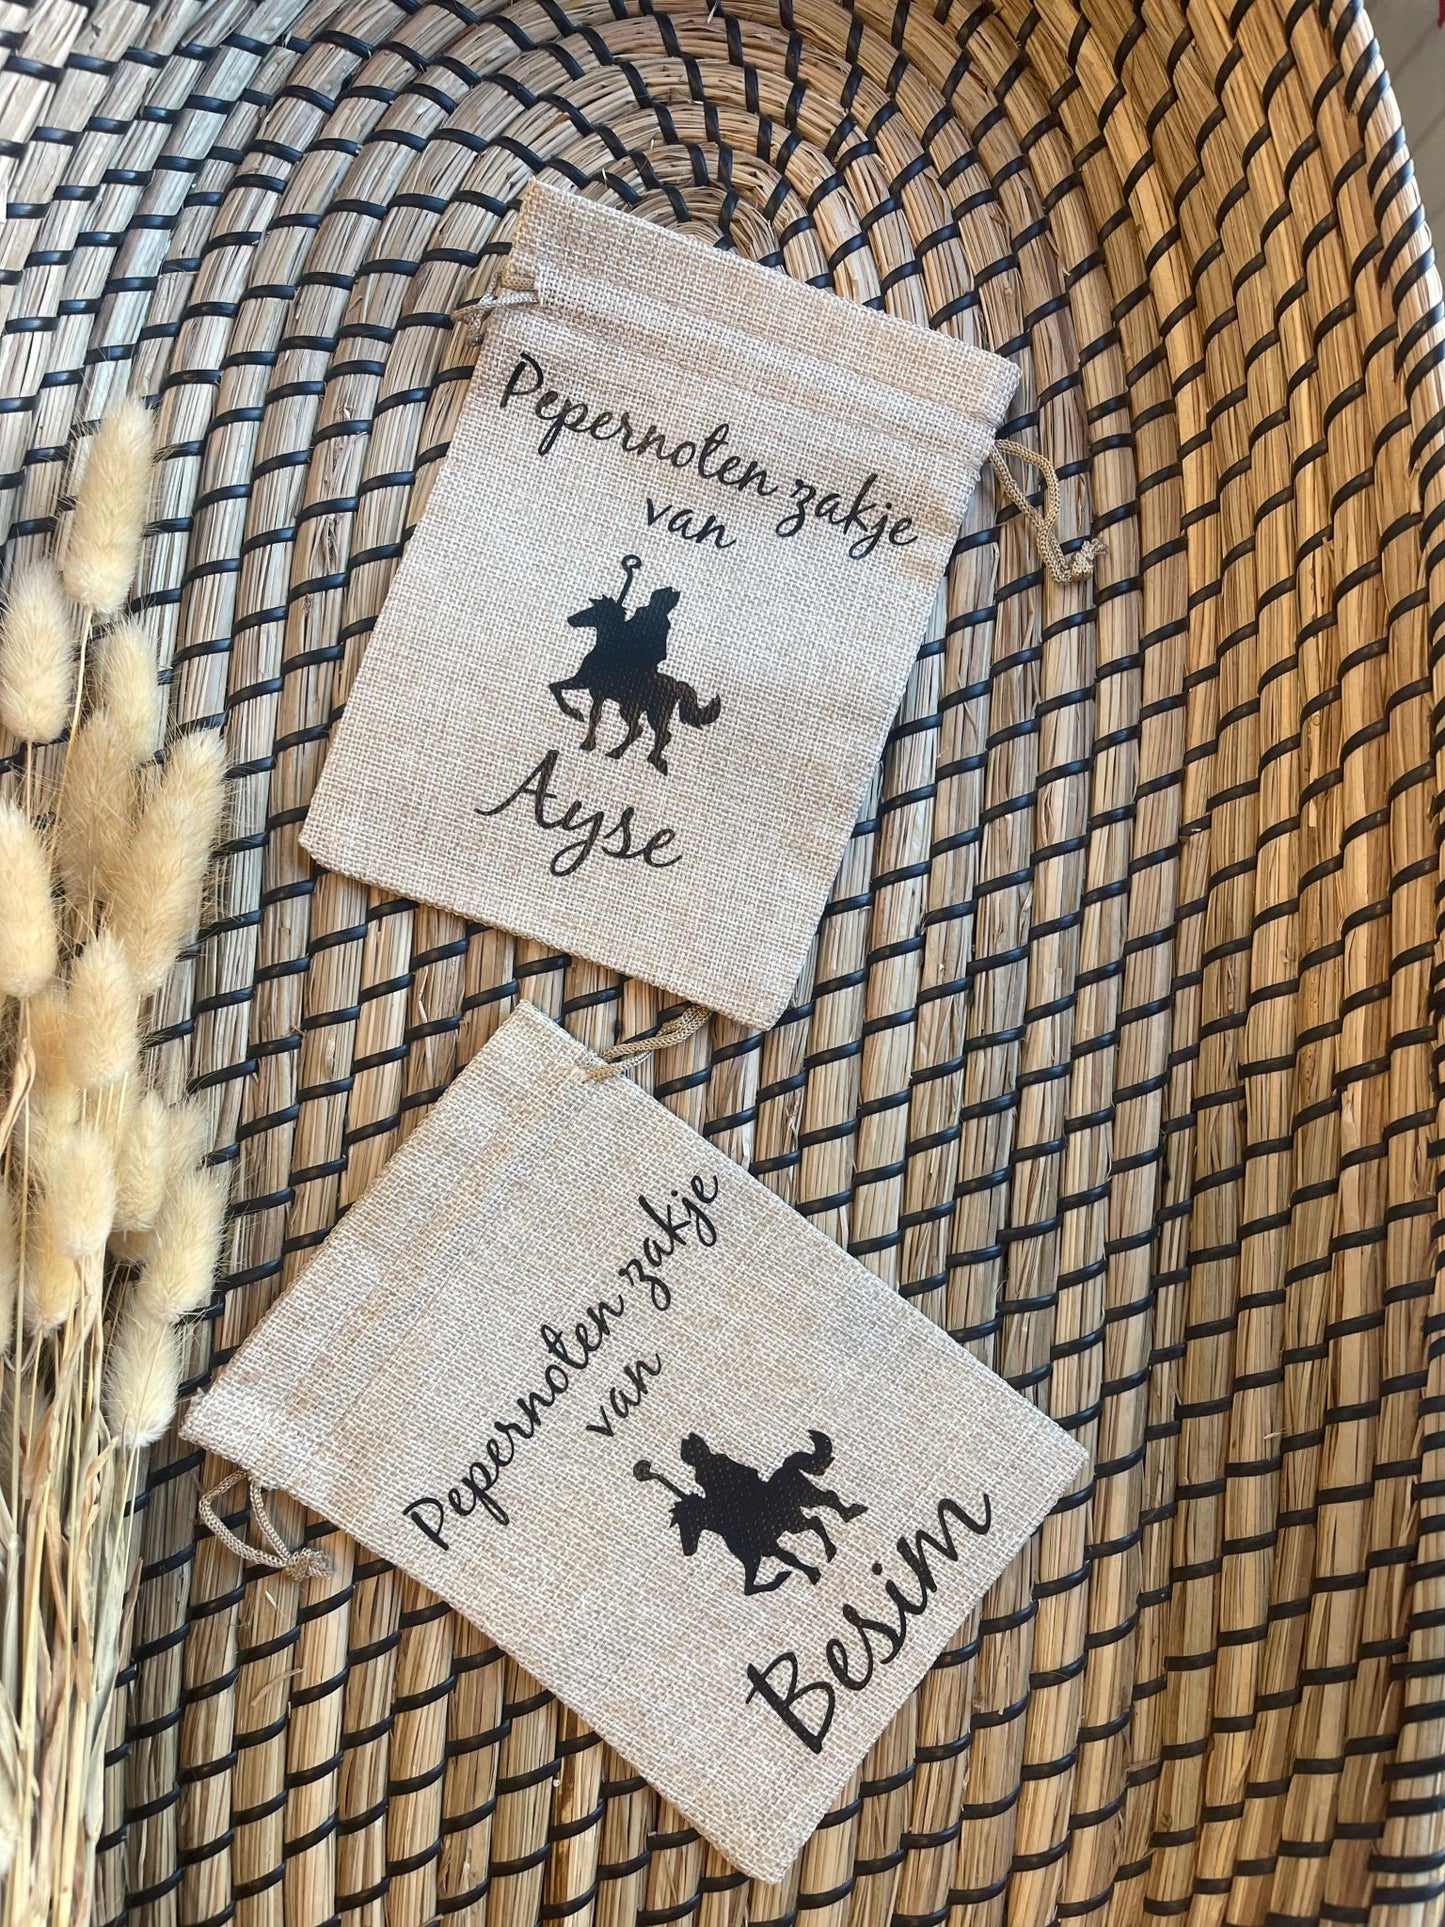 Pepernoten zakje
van
Ayse
Pepernoten zakje
van
Besim